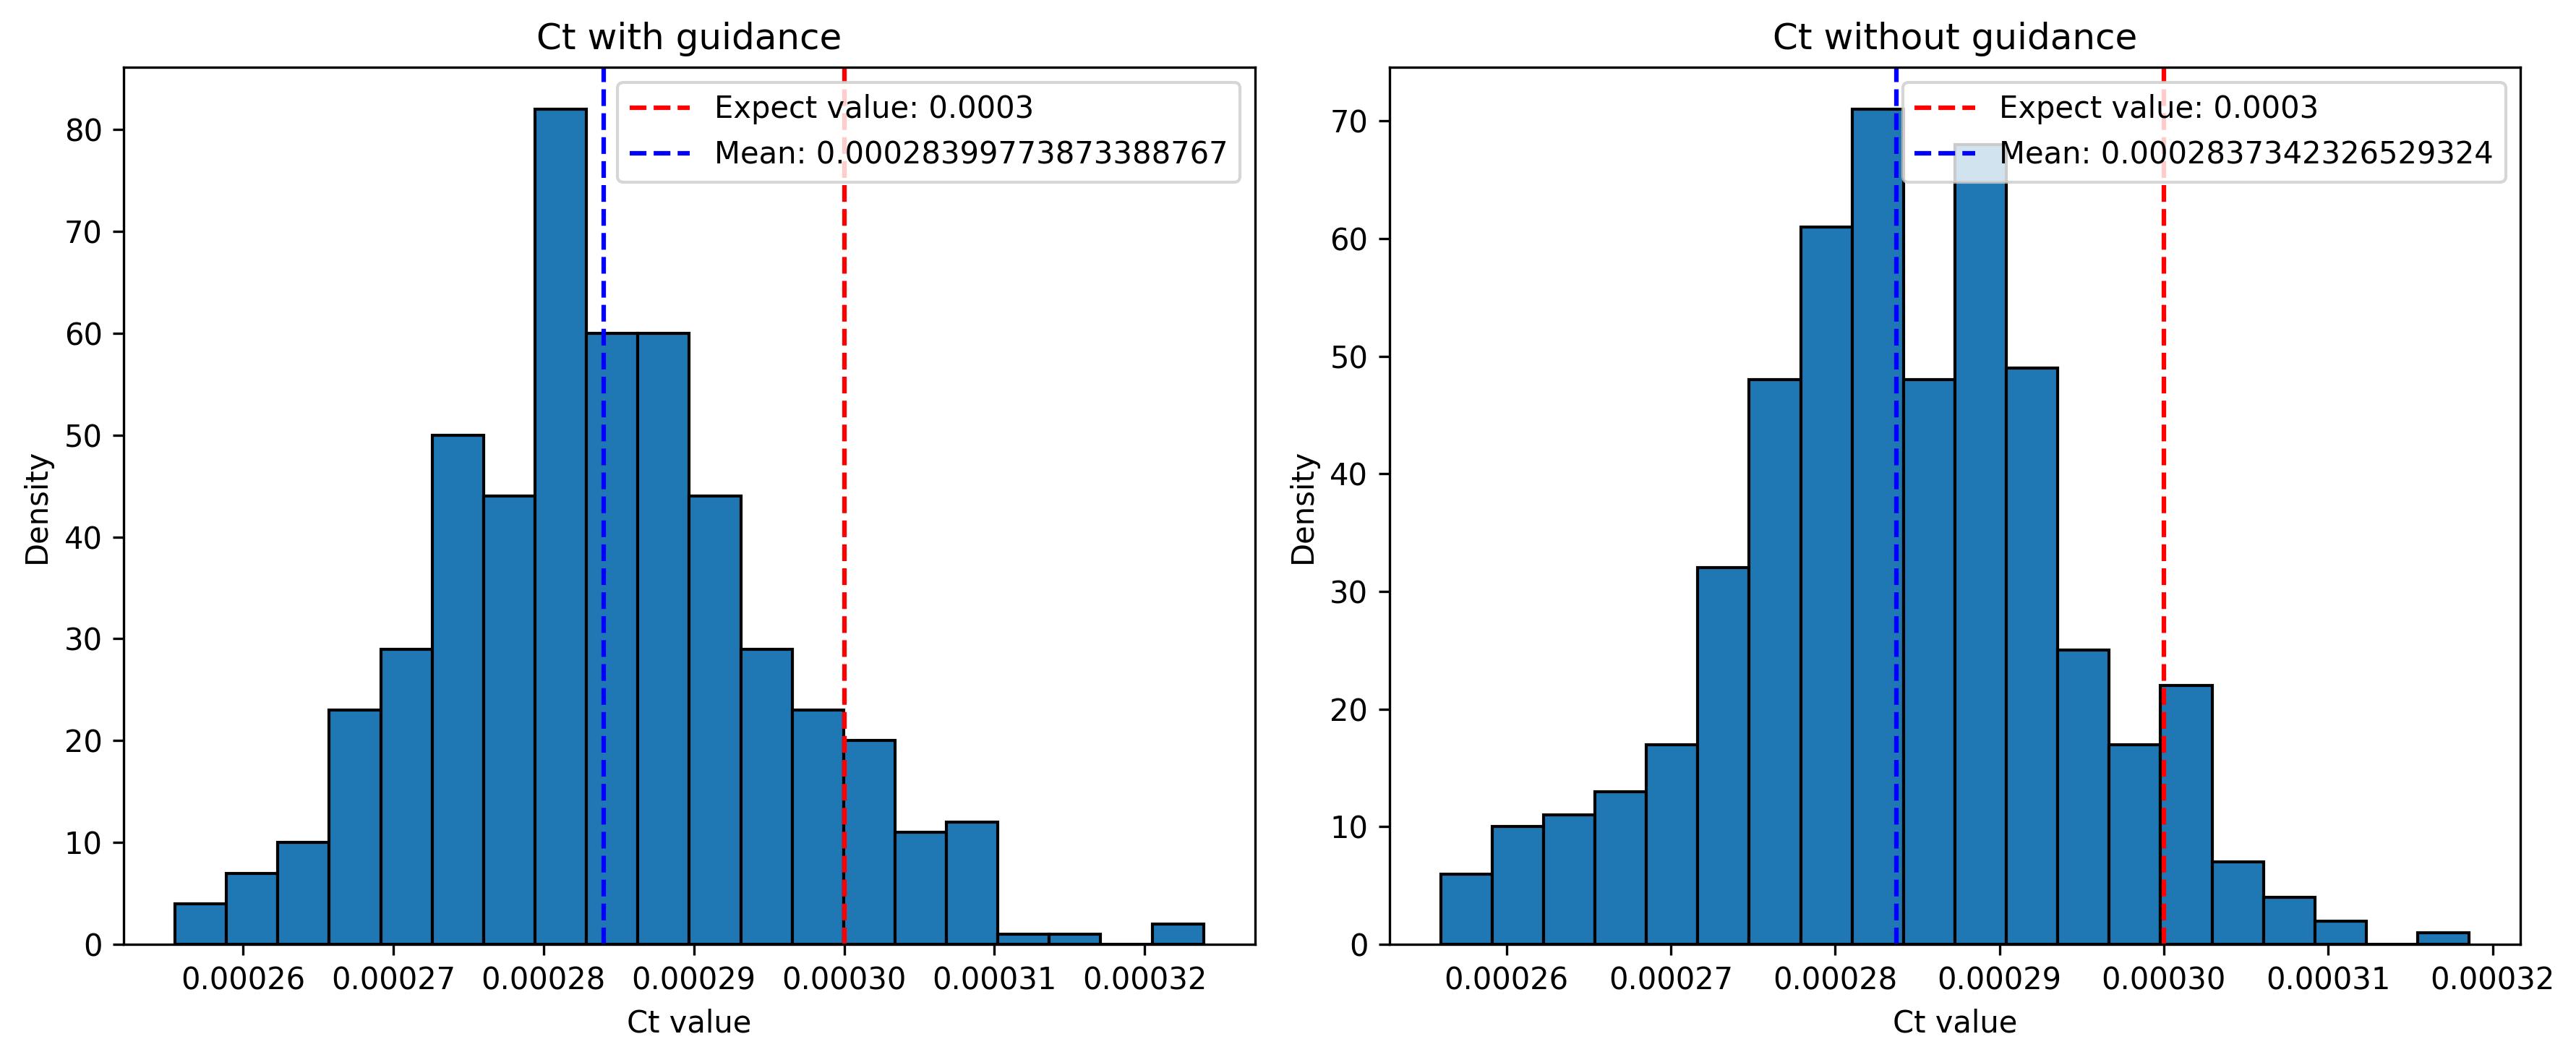 Ct with guidance
Expect value: 0.0003
Mean: 0.00028399773873388767
Density
80
70
60
50
40
30
20
10
0
0.00026 0.00027 0.00028 0.00029 0.00030 0.00031 0.00032
Ct value
Ct without guidance
Expect value: 0.0003
Mean: 0.0002837342326529324
Density
70
60
50
40
30
20
10
0
0.00026 0.00027 0.00028 0.00029 0.00030 0.00031 0.00032
Ct value